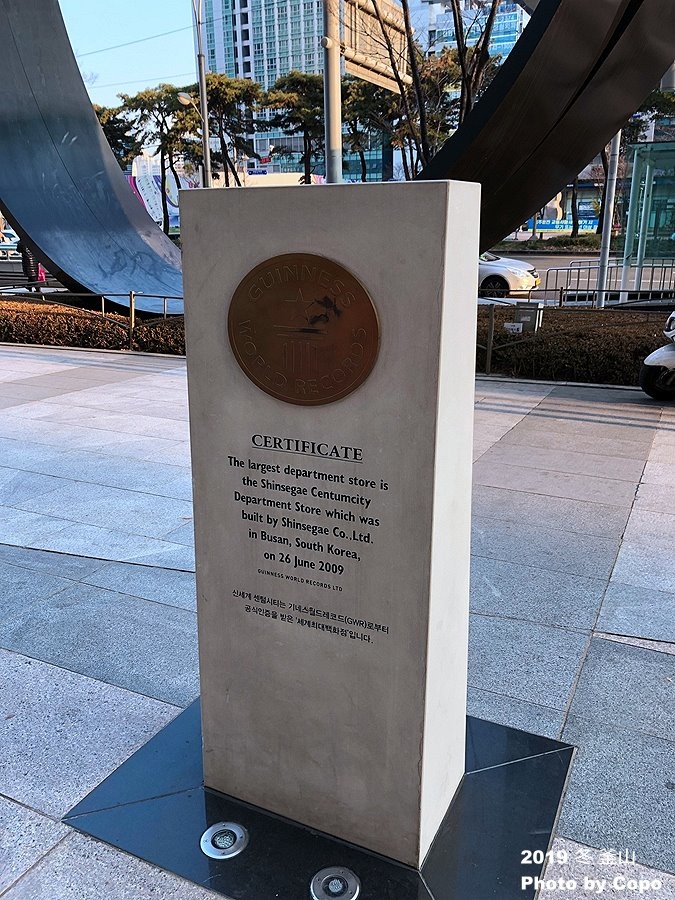 GUINNESS
WORLD RECORDS
CERTIFICATE
The largest department store is
the Shinsegae Centumcity
Department Store which was
built by Shinsegae Co.,Ltd.
in Busan, South Korea,
on 26 June 2009
GUINNESS WORLD RECORDS LTD
신세계 센텀시티는 기네스월드레코드(GWR)로부터
공식인증을 받은 '세계최대백화점'입니다.
2019 冬 釜山
Photo by Copo